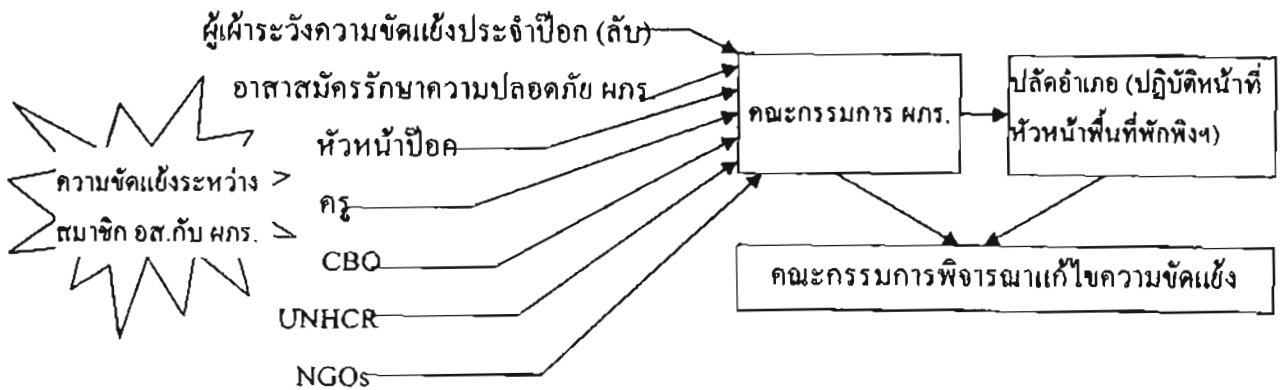 ผู้เฝ้าระวังความขัดแย้งประจำป๊อก (ลับ)
อาสาสมัครรักษาความปลอดภัย ผภร
หัวหน้าป๊อค
ครู
CBO
UNHCR
NGOs
ความขัดแย้งระหว่าง
สมาชิก อส.กับ ผภร.
คณะกรรมการ ผภร.
ปลัดอำเภอ (ปฏิบัติหน้าที่
หัวหน้าพื้นที่พักพิงฯ)
คณะกรรมการพิจารณาแก้ไขความขัดแย้ง